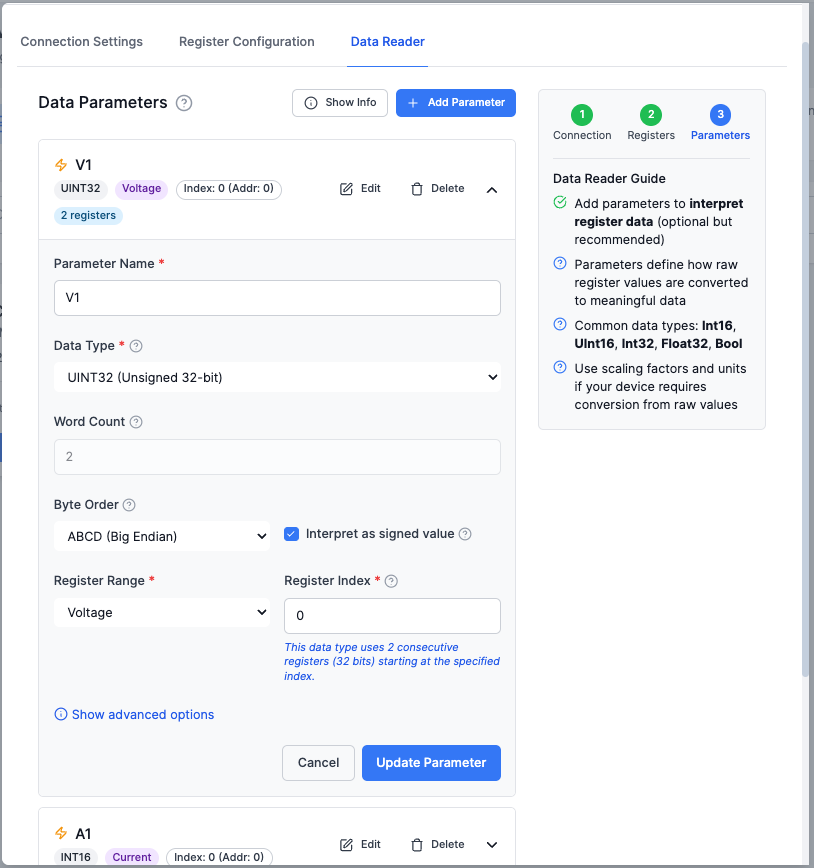 Connection Settings
Register Configuration
Data Reader
Data Parameters
Show Info
Add Parameter
V1
UINT32
Voltage
Index: 0 (Addr: 0)
2 registers
Edit
Delete
Parameter Name *
V1
Data Type *
UINT32 (Unsigned 32-bit)
Word Count
2
Byte Order
ABCD (Big Endian)
Interpret as signed value
Register Range *
Voltage
Register Index *
0
This data type uses 2 consecutive
registers (32 bits) starting at the specified
index.
Show advanced options
Cancel
Update Parameter
A1
INT16
Current
Index: 0 (Addr: 0)
Edit
Delete
1
Connection
2
Registers
3
Parameters
Data Reader Guide
Add parameters to interpret
register data (optional but
recommended)
Parameters define how raw
register values are converted
to meaningful data
Common data types: Int16,
UInt16, Int32, Float32, Bool
Use scaling factors and units
if your device requires
conversion from raw values